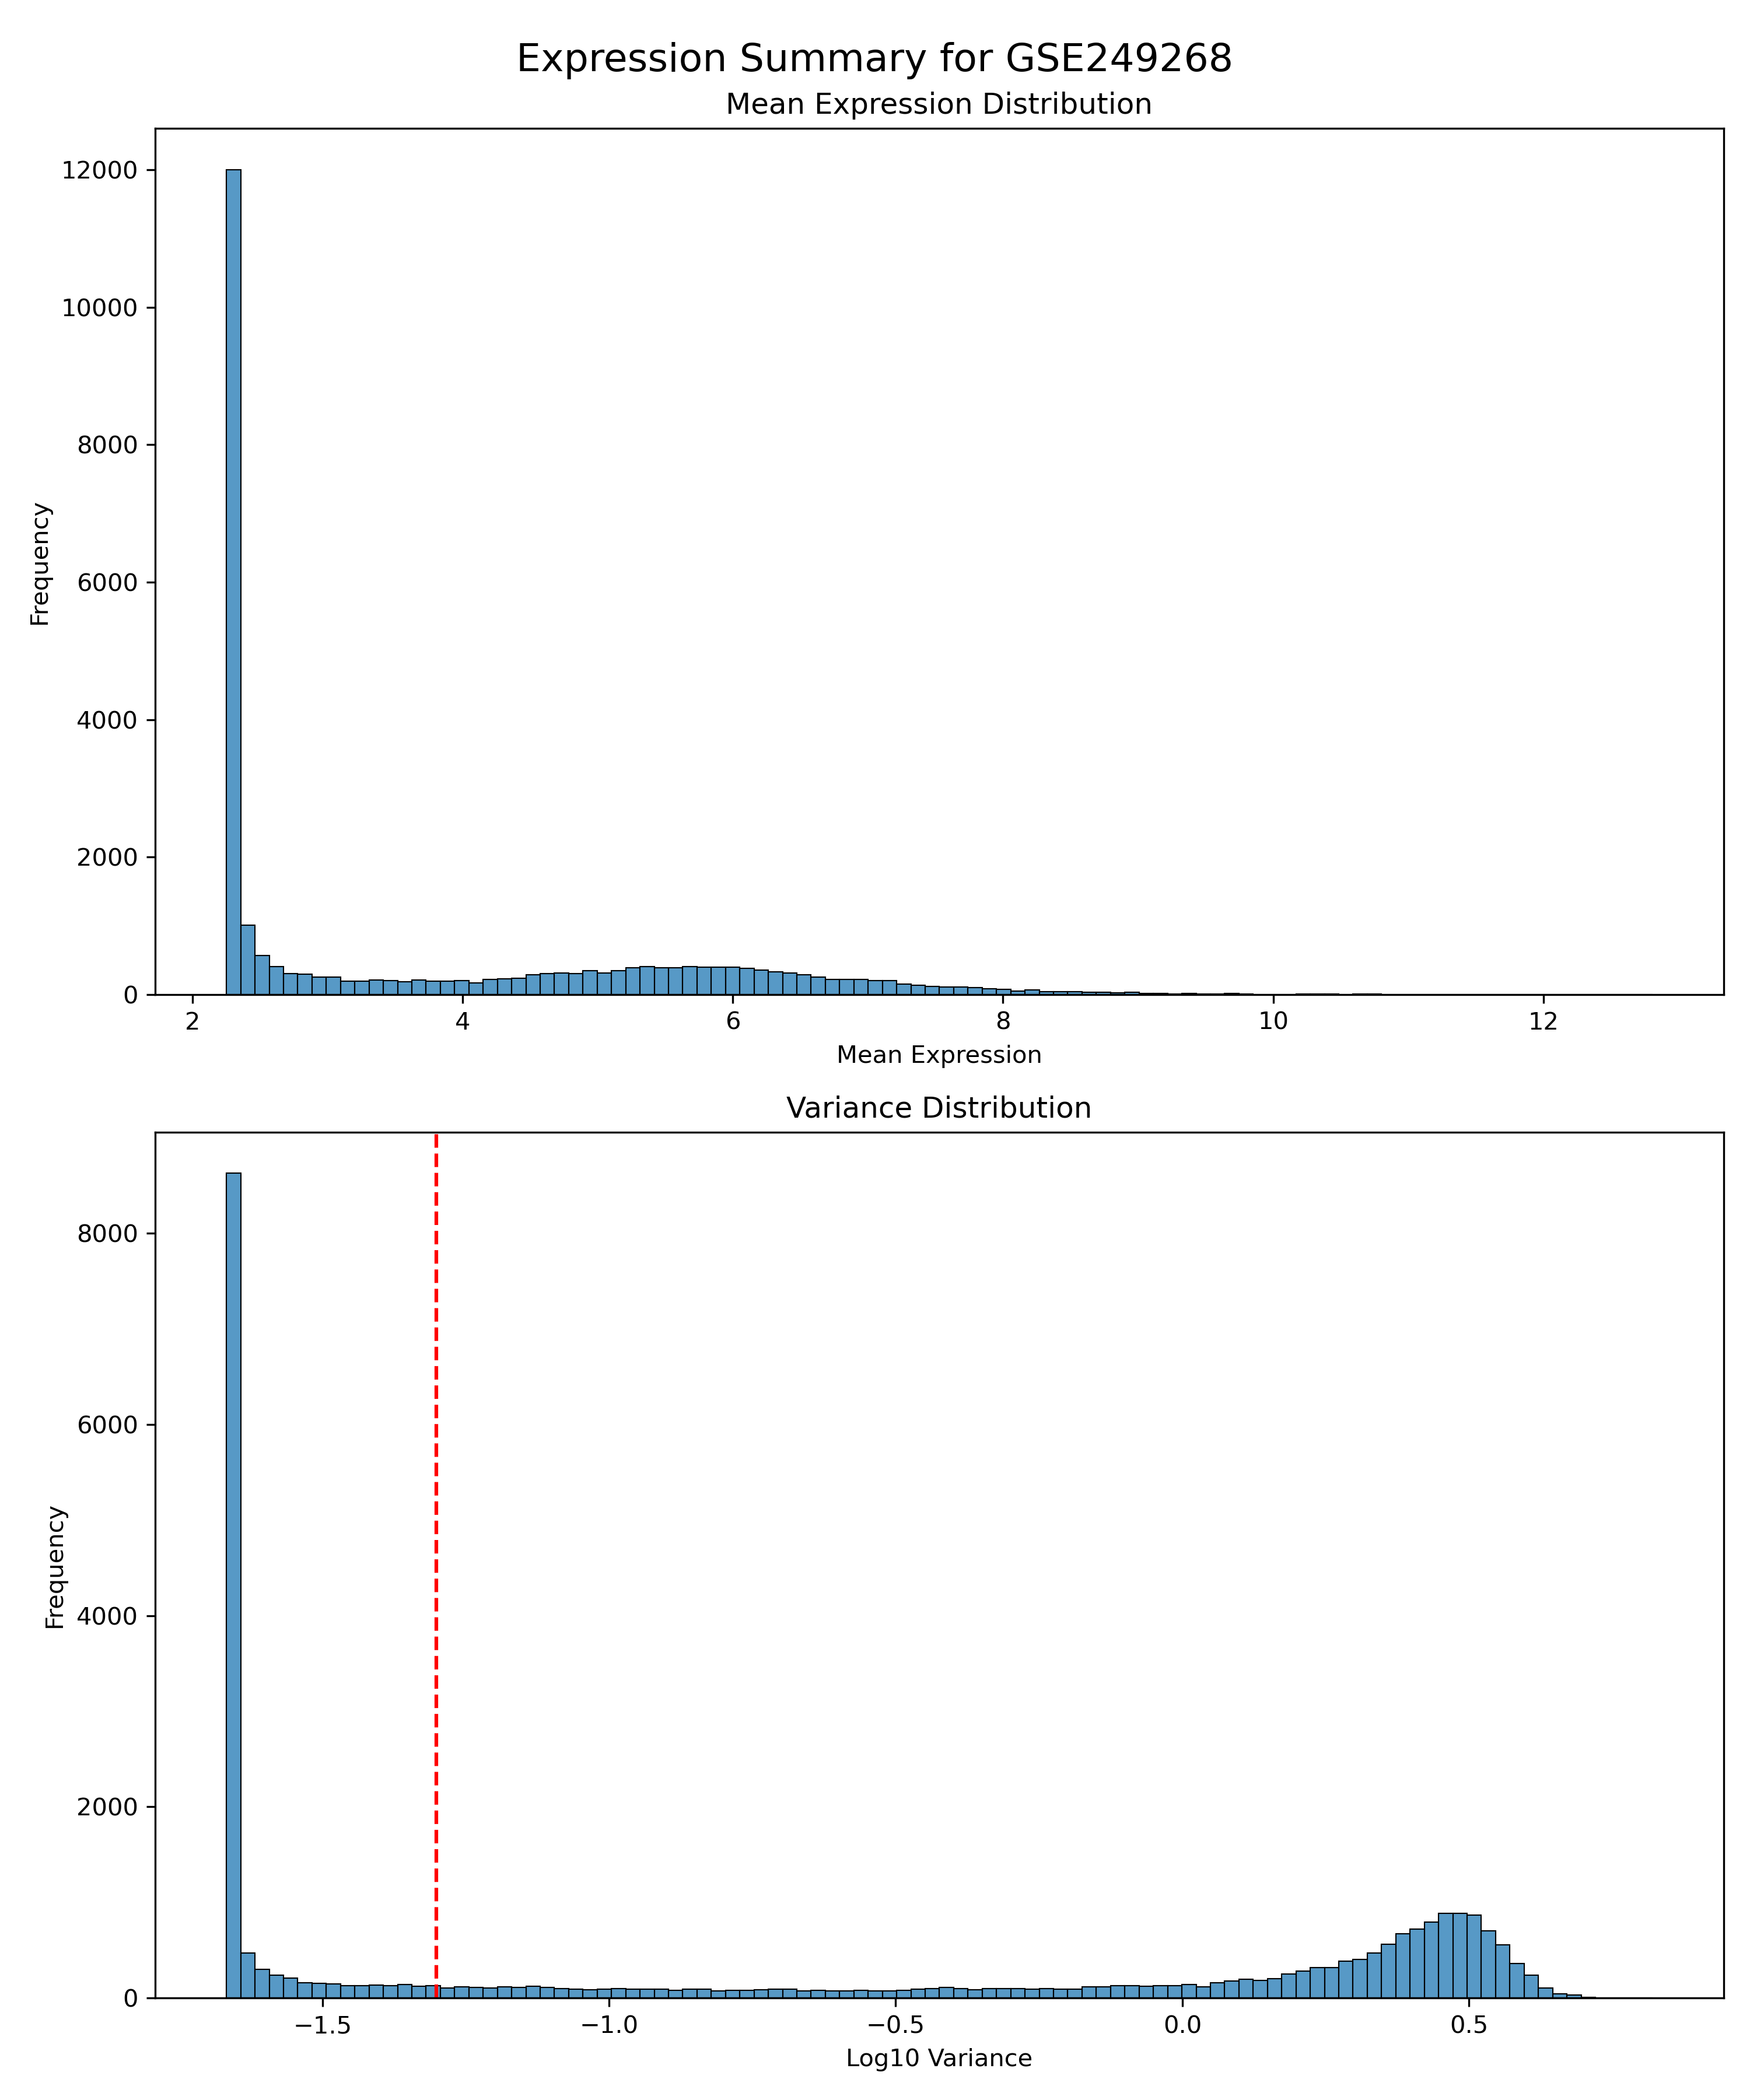 Expression Summary for GSE249268
Mean Expression Distribution
12000
10000
8000
6000
4000
2000
0
Frequency
2 4 6 8 10 12
Mean Expression
Variance Distribution
8000
6000
4000
2000
0
Frequency
−1.5 −1.0 −0.5 0.0 0.5
Log10 Variance